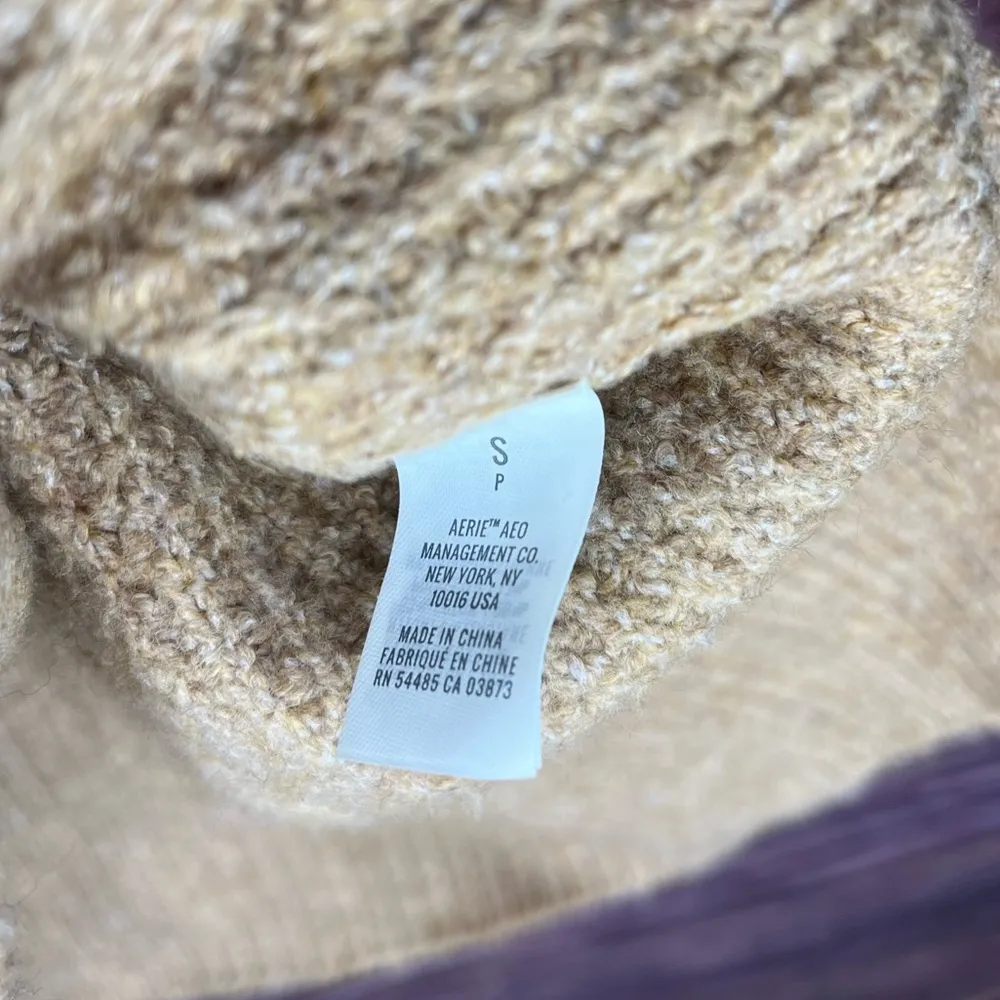 S
P
AERIE™ AEO
MANAGEMENT CO.
NEW YORK, NY
10016 USA
MADE IN CHINA
FABRIQUÉ EN CHINE
RN 54485 CA 03873